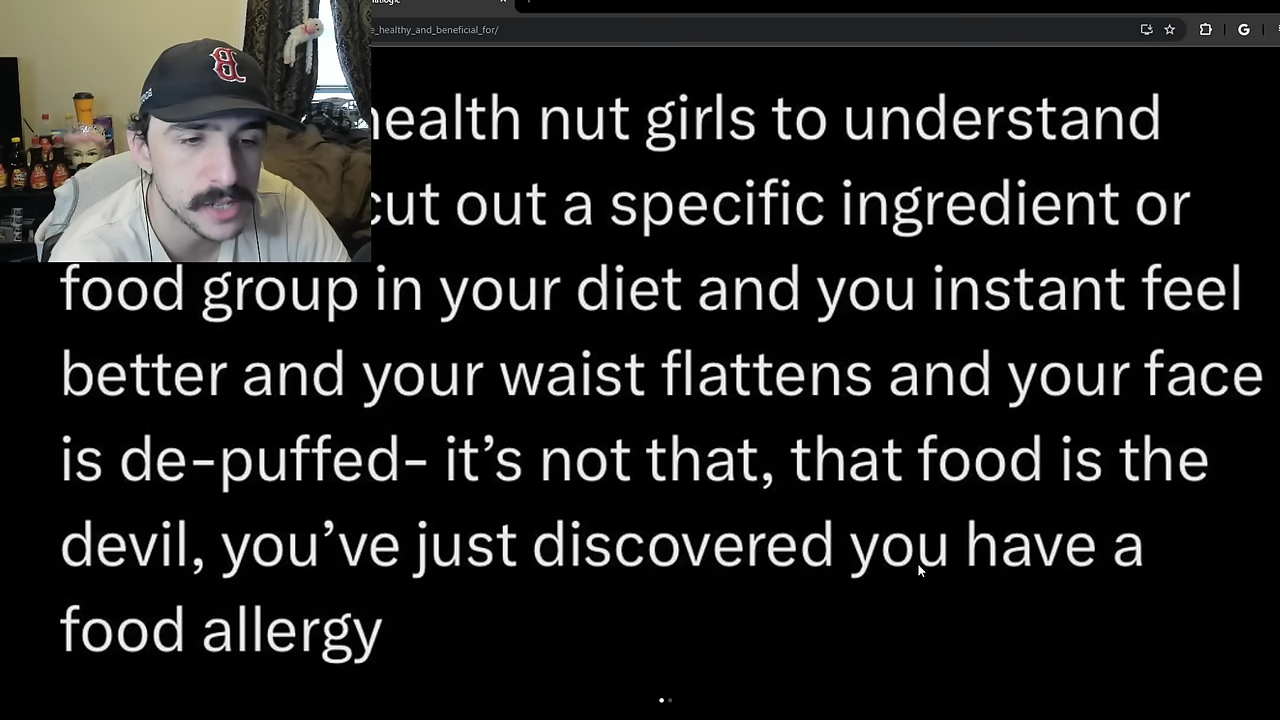 e_healthy_and_beneficial_for/
health nut girls to understand
cut out a specific ingredient or
food group in your diet and you instant feel
better and your waist flattens and your face
is de-puffed- it’s not that, that food is the
devil, you’ve just discovered you have a
food allergy